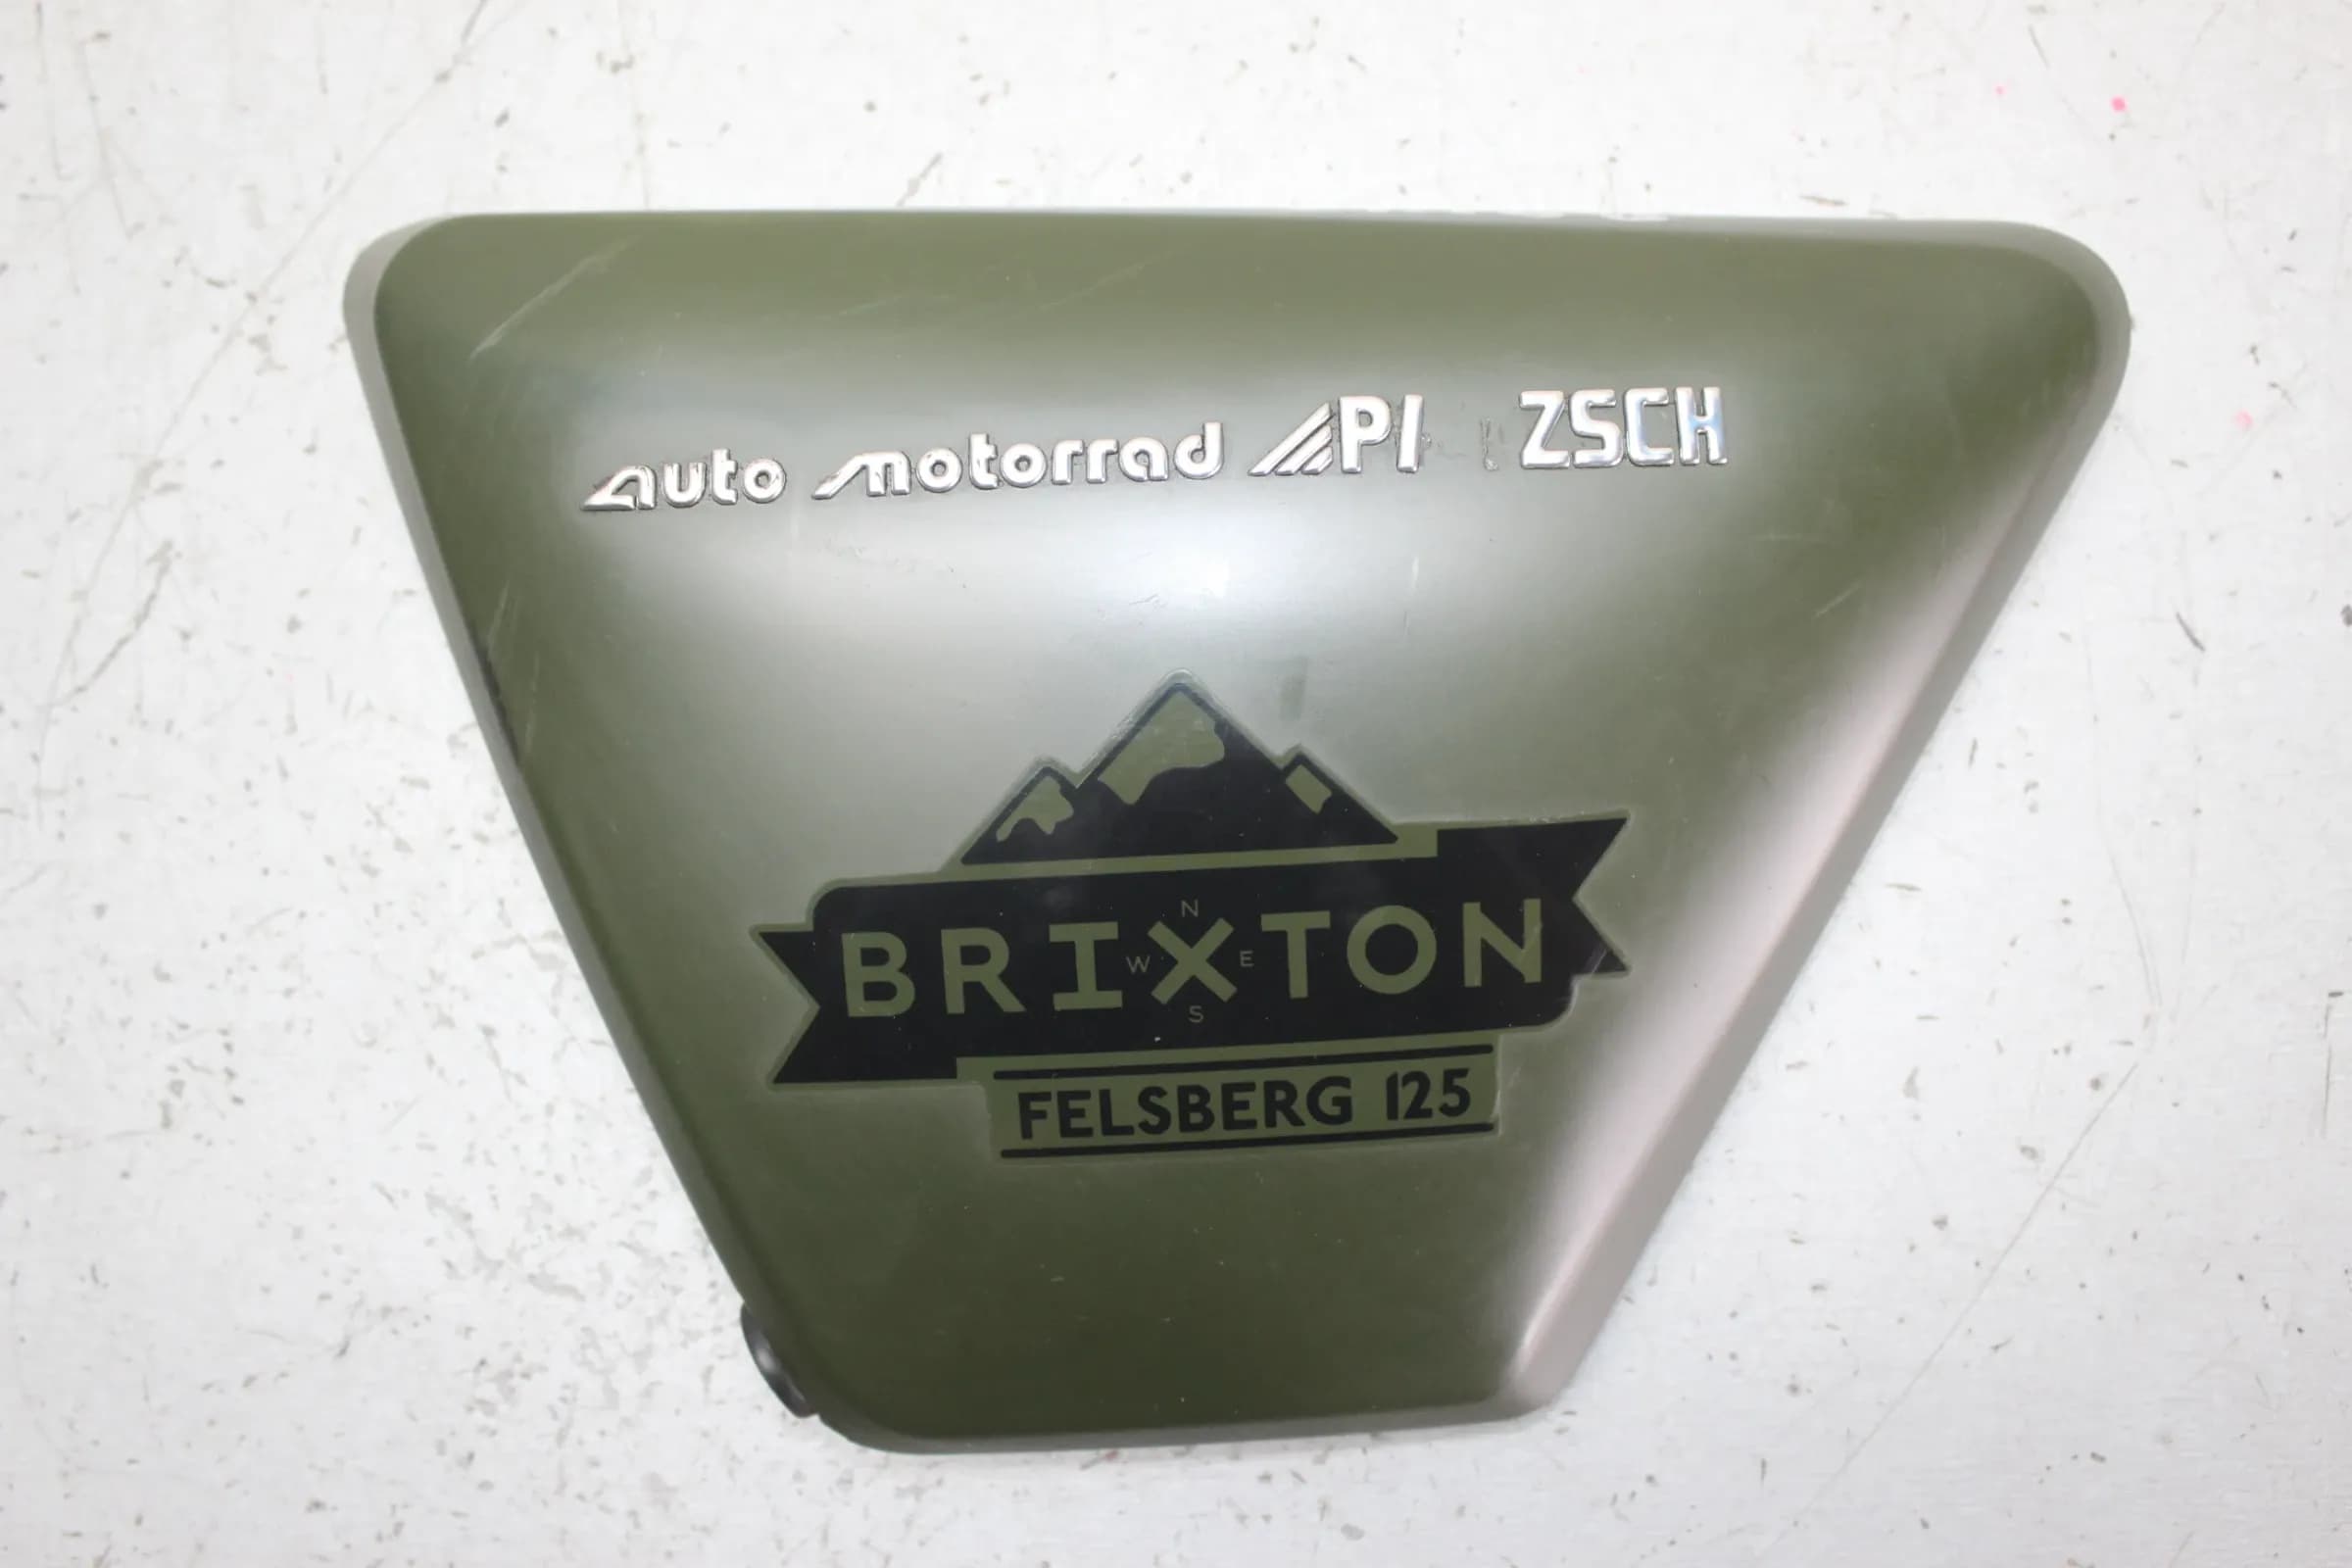 auto motorrad PI ZSCH
N
BRIXTON
W E
S
FELSBERG 125